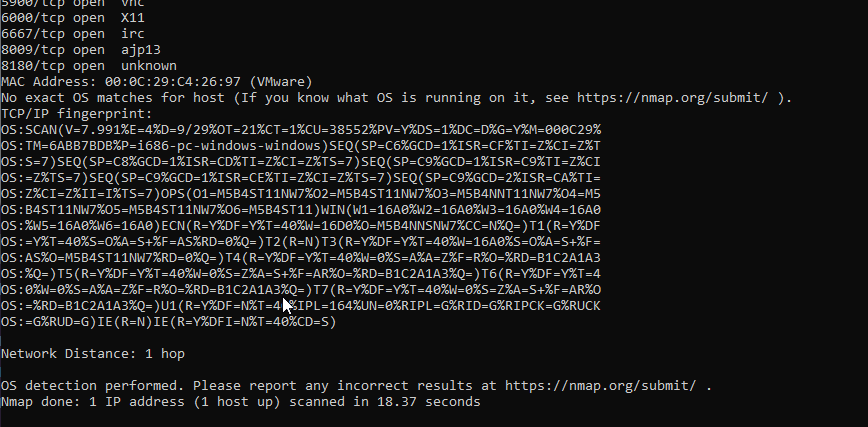 5900/tcp open  vnc
6000/tcp open  X11
6667/tcp open  irc
8009/tcp open  ajp13
8180/tcp open  unknown
MAC Address: 00:0C:29:C4:26:97 (VMware)
No exact OS matches for host (If you know what OS is running on it, see https://nmap.org/submit/ ).
TCP/IP fingerprint:
OS:SCAN(V=7.991%E=4%D=9/29%OT=21%CT=1%CU=38552%PV=Y%DS=1%DC=D%G=Y%M=000C29%
OS:TM=6ABB7BDB%P=i686-pc-windows-windows)SEQ(SP=C6%GCD=1%ISR=CF%TI=Z%CI=Z%T
OS:S=7)SEQ(SP=C8%GCD=1%ISR=CD%TI=Z%CI=Z%TS=7)SEQ(SP=C9%GCD=1%ISR=C9%TI=Z%CI
OS:=Z%TS=7)SEQ(SP=C9%GCD=1%ISR=CE%TI=Z%CI=Z%TS=7)SEQ(SP=C9%GCD=2%ISR=CA%TI=
OS:Z%CI=Z%II=I%TS=7)OPS(O1=M5B4ST11NW7%O2=M5B4ST11NW7%O3=M5B4NNT11NW7%O4=M5
OS:B4ST11NW7%O5=M5B4ST11NW7%O6=M5B4ST11)WIN(W1=16A0%W2=16A0%W3=16A0%W4=16A0
OS:%W5=16A0%W6=16A0)ECN(R=Y%DF=Y%T=40%W=16D0%O=M5B4NNSNW7%CC=N%Q=)T1(R=Y%DF
OS:=Y%T=40%S=O%A=S+%F=AS%RD=0%Q=)T2(R=N)T3(R=Y%DF=Y%T=40%W=16A0%S=O%A=S+%F=
OS:AS%O=M5B4ST11NW7%RD=0%Q=)T4(R=Y%DF=Y%T=40%W=0%S=A%A=Z%F=R%O=%RD=B1C2A1A3
OS:%Q=)T5(R=Y%DF=Y%T=40%W=0%S=Z%A=S+%F=AR%O=%RD=B1C2A1A3%Q=)T6(R=Y%DF=Y%T=4
OS:0%W=0%S=A%A=Z%F=R%O=%RD=B1C2A1A3%Q=)T7(R=Y%DF=Y%T=40%W=0%S=Z%A=S+%F=AR%O
OS:=%RD=B1C2A1A3%Q=)U1(R=Y%DF=N%T=40%IPL=164%UN=0%RIPL=G%RID=G%RIPCK=G%RUCK
OS:=G%RUD=G)IE(R=N)IE(R=Y%DFI=N%T=40%CD=S)
Network Distance: 1 hop
OS detection performed. Please report any incorrect results at https://nmap.org/submit/ .
Nmap done: 1 IP address (1 host up) scanned in 18.37 seconds